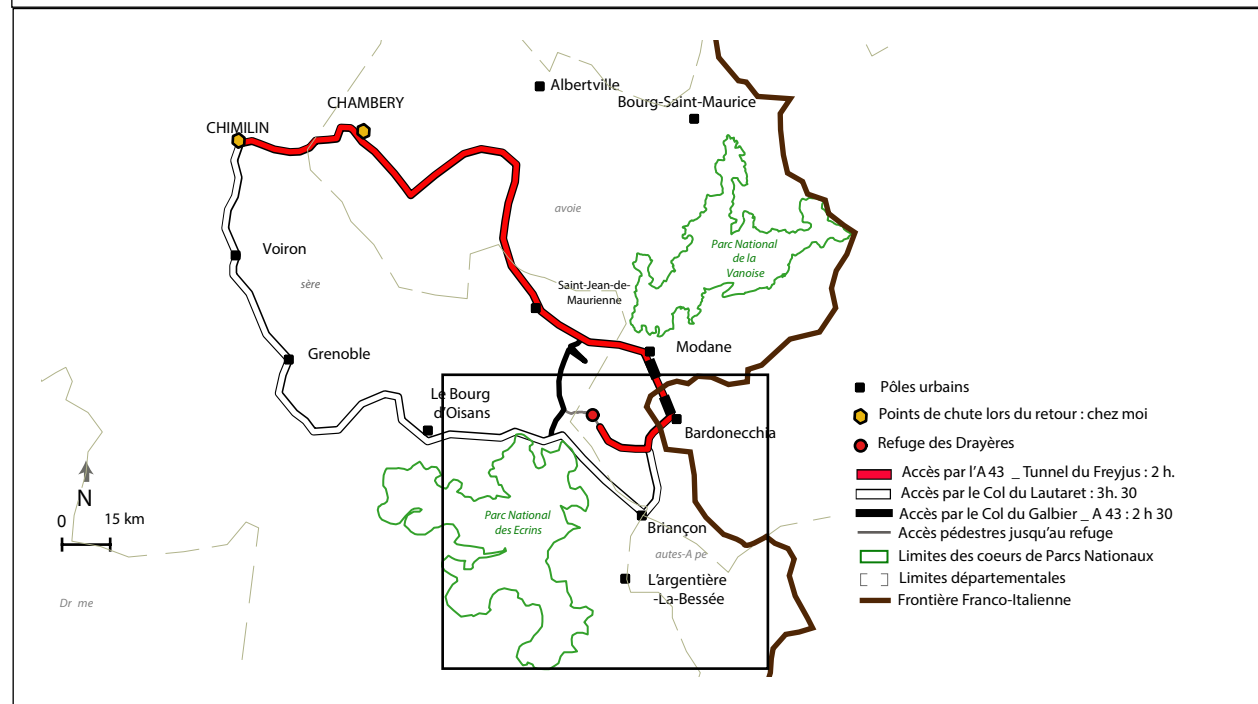 Albertville
Bourg-Saint-Maurice
CHAMBERY
CHIMILIN
avoie
Parc National
de la
Vanoise
Voiron
sère
Saint-Jean-de-
Maurienne
Grenoble
Modane
Le Bourg
d'Oisans
Bardonecchia
Pôles urbains
Points de chute lors du retour : chez moi
Refuge des Drayères
Accès par l'A 43 _ Tunnel du Freyjus : 2 h.
Accès par le Col du Lautaret : 3h. 30
Accès par le Col du Galbier _ A 43 : 2 h 30
Accès pédestres jusqu'au refuge
Limites des coeurs de Parcs Nationaux
Limites départementales
Frontière Franco-Italienne
N
0 15 km
Parc National
des Ecrins
Briançon
autes-A pe
L'argentière
-La-Bessée
Dr me